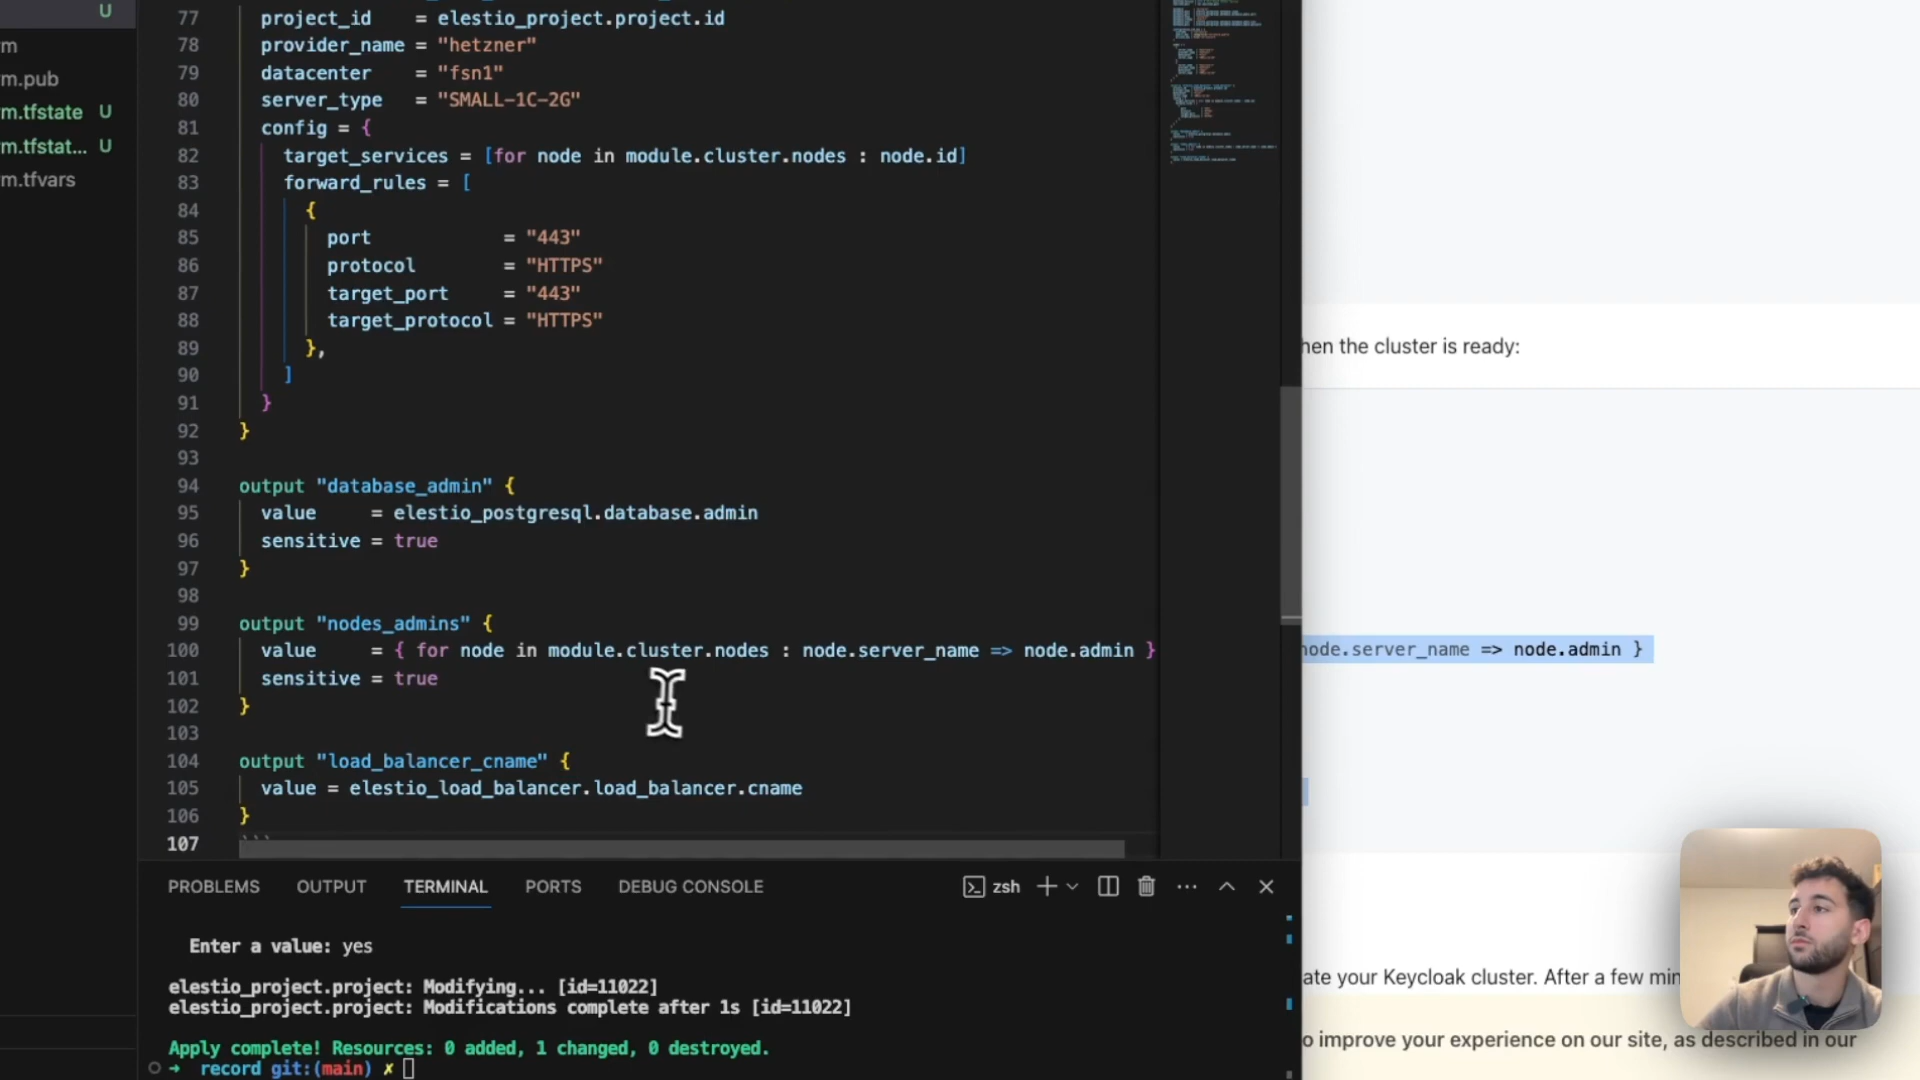 U
m
m.pub
m.tfstate U
m.tfstat... U
m.tfvars
77 project_id = elestio_project.project.id
78 provider_name = "hetzner"
79 datacenter = "fsn1"
80 server_type = "SMALL-1C-2G"
81 config = {
82 target_services = [for node in module.cluster.nodes : node.id]
83 forward_rules = [
84 {
85 port = "443"
86 protocol = "HTTPS"
87 target_port = "443"
88 target_protocol = "HTTPS"
89 },
90 ]
91 }
92 }
93
94 output "database_admin" {
95 value = elestio_postgresql.database.admin
96 sensitive = true
97 }
98
99 output "nodes_admins" {
100 value = { for node in module.cluster.nodes : node.server_name => node.admin }
101 sensitive = true
102 }
103
104 output "load_balancer_cname" {
105 value = elestio_load_balancer.load_balancer.cname
106 }
107 ```
PROBLEMS OUTPUT TERMINAL PORTS DEBUG CONSOLE zsh
Enter a value: yes
elestio_project.project: Modifying... [id=11022]
elestio_project.project: Modifications complete after 1s [id=11022]
Apply complete! Resources: 0 added, 1 changed, 0 destroyed.
➜ record git:(main) ✗
hen the cluster is ready:
node.server_name => node.admin }
ate your Keycloak cluster. After a few min
o improve your experience on our site, as described in our